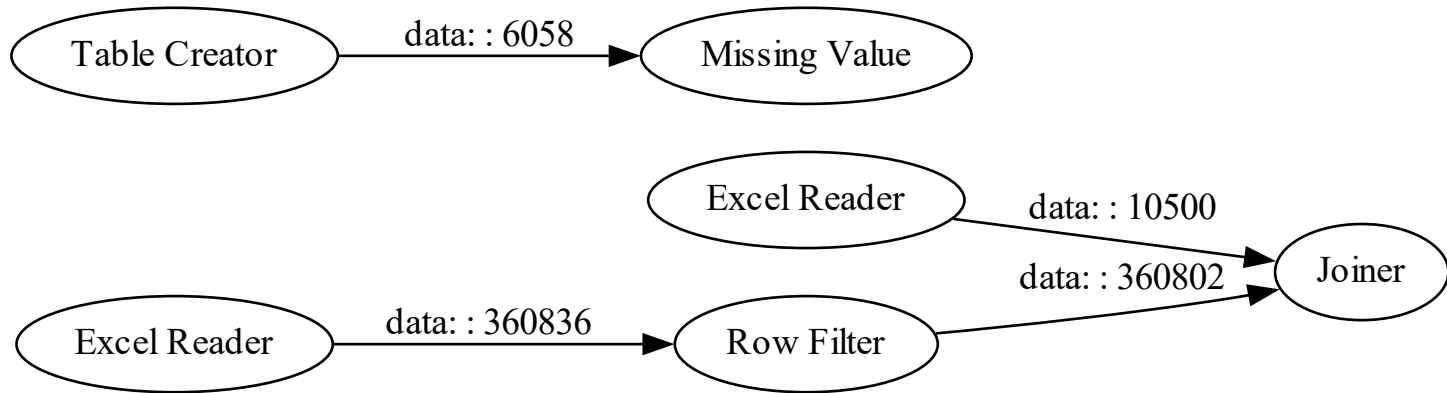 Table Creator
data: : 6058
Missing Value
Excel Reader
data: : 10500
data: : 360802
Joiner
Excel Reader
data: : 360836
Row Filter